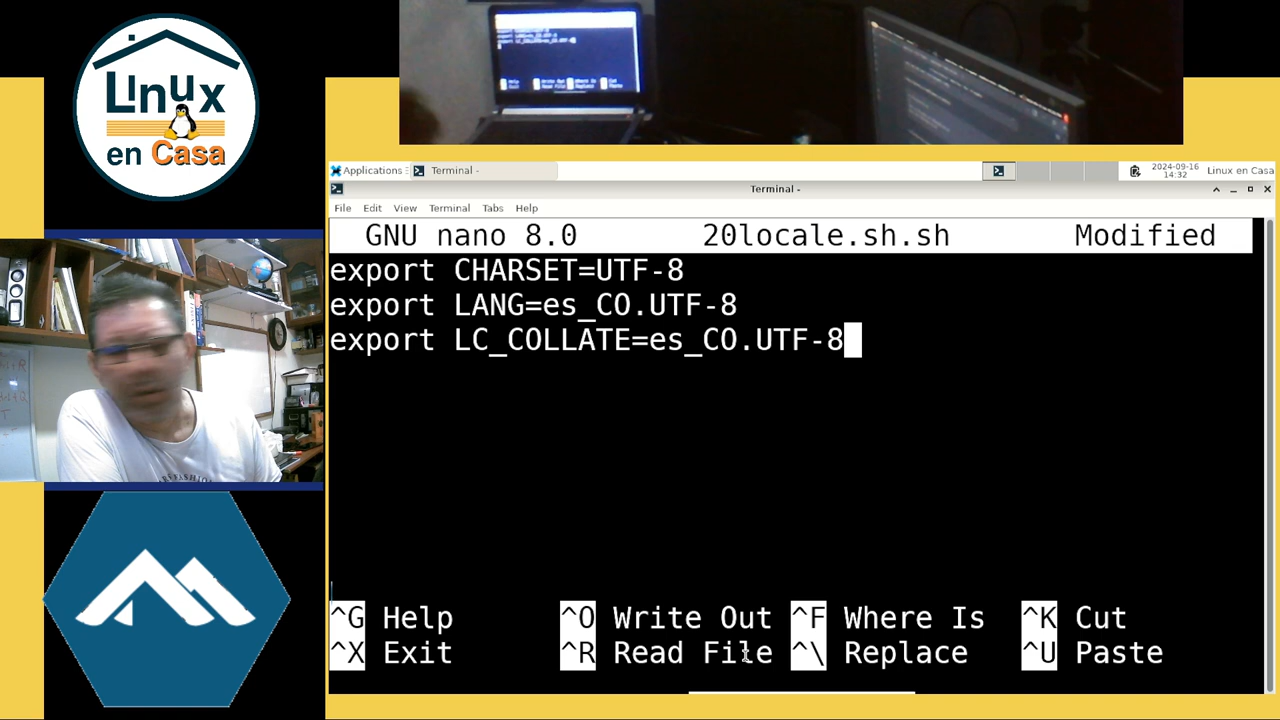 LInux
en Casa
Applications
Terminal -
2024-09-16
14:32
Linux en Casa
Terminal -
File Edit View Terminal Tabs Help
GNU nano 8.0 20locale.sh.sh Modified
export CHARSET=UTF-8
export LANG=es_CO.UTF-8
export LC_COLLATE=es_CO.UTF-8
^G Help ^O Write Out ^F Where Is ^K Cut
^X Exit ^R Read File ^\ Replace ^U Paste